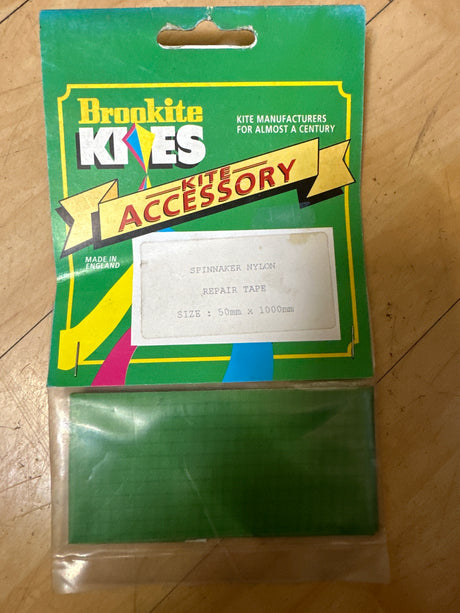 Brookite
KITES
KITE MANUFACTURERS
FOR ALMOST A CENTURY
KITE
ACCESSORY
MADE IN
ENGLAND
SPINNAKER NYLON
REPAIR TAPE
SIZE : 50mm x 1000mm